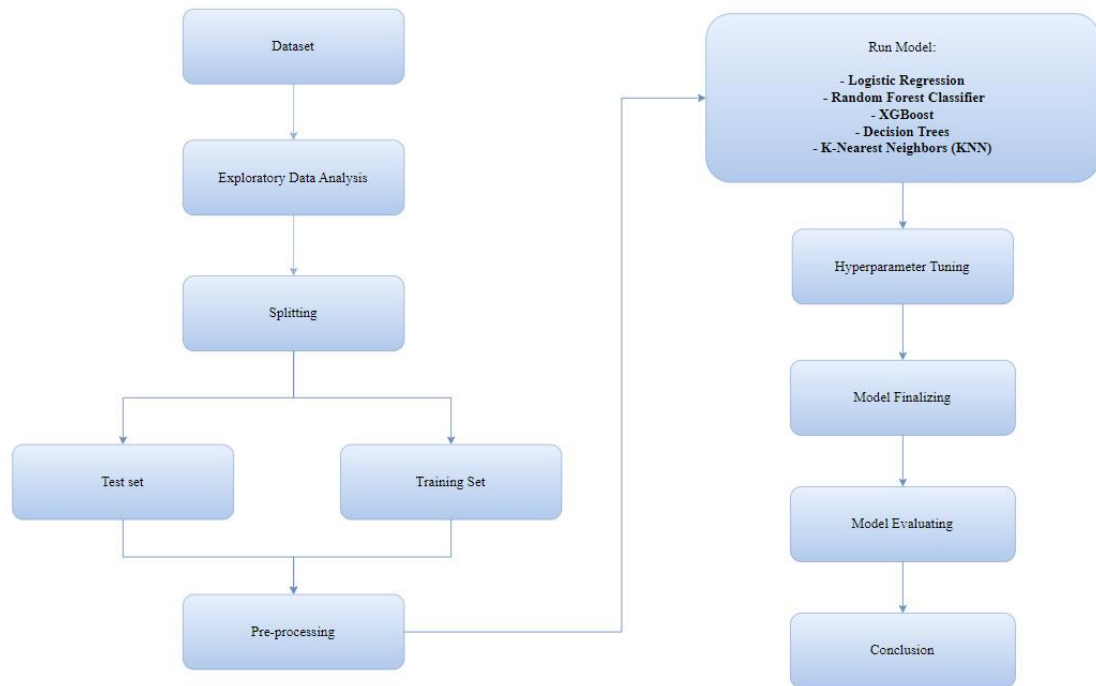 Dataset
Exploratory Data Analysis
Splitting
Test set
Training Set
Pre-processing
Run Model:
- Logistic Regression
- Random Forest Classifier
- XGBoost
- Decision Trees
- K-Nearest Neighbors (KNN)
Hyperparameter Tuning
Model Finalizing
Model Evaluating
Conclusion